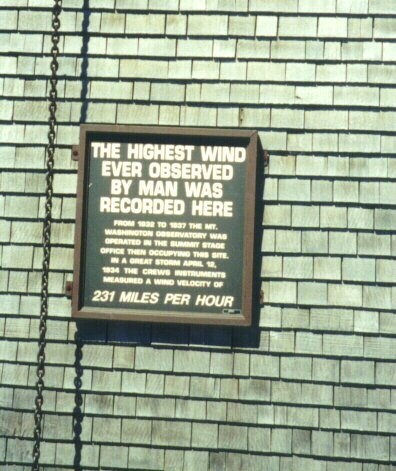 THE HIGHEST WIND
EVER OBSERVED
BY MAN WAS
RECORDED HERE
FROM 1932 TO 1937 THE MT.
WASHINGTON OBSERVATORY WAS
OPERATED IN THE SUMMIT STAGE
OFFICE THEN OCCUPYING THIS SITE.
IN A GREAT STORM APRIL 12,
1934 THE CREWS INSTRUMENTS
MEASURED A WIND VELOCITY OF
231 MILES PER HOUR